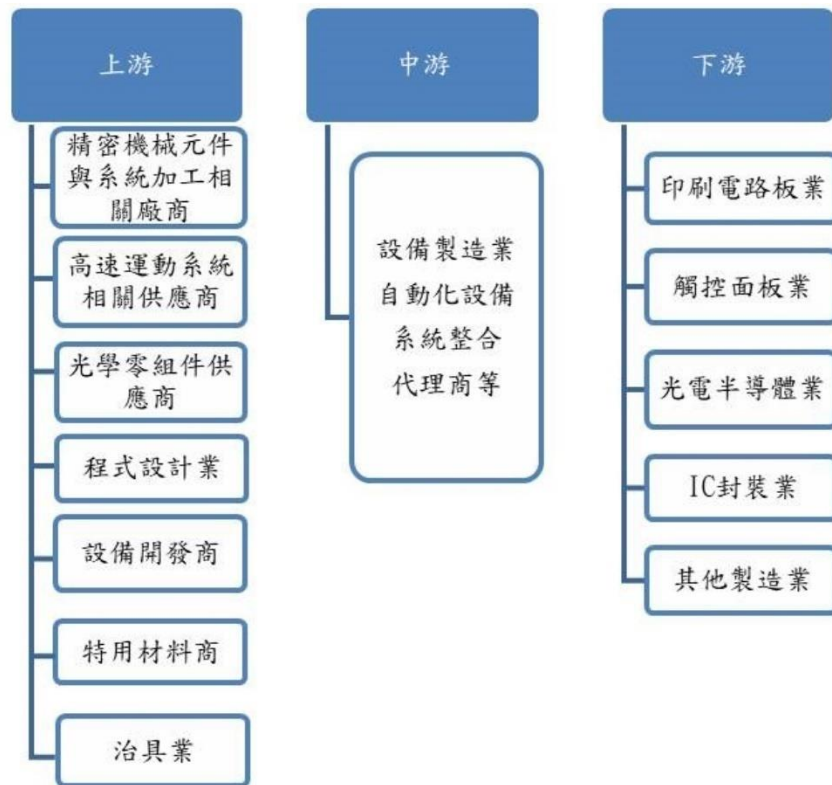 上游
精密機械元件
與系統加工相
關廠商
高速運動系統
相關供應商
光學零組件供
應商
程式設計業
設備開發商
特用材料商
治具業
中游
設備製造業
自動化設備
系統整合
代理商等
下游
印刷電路板業
觸控面板業
光電半導體業
IC封裝業
其他製造業